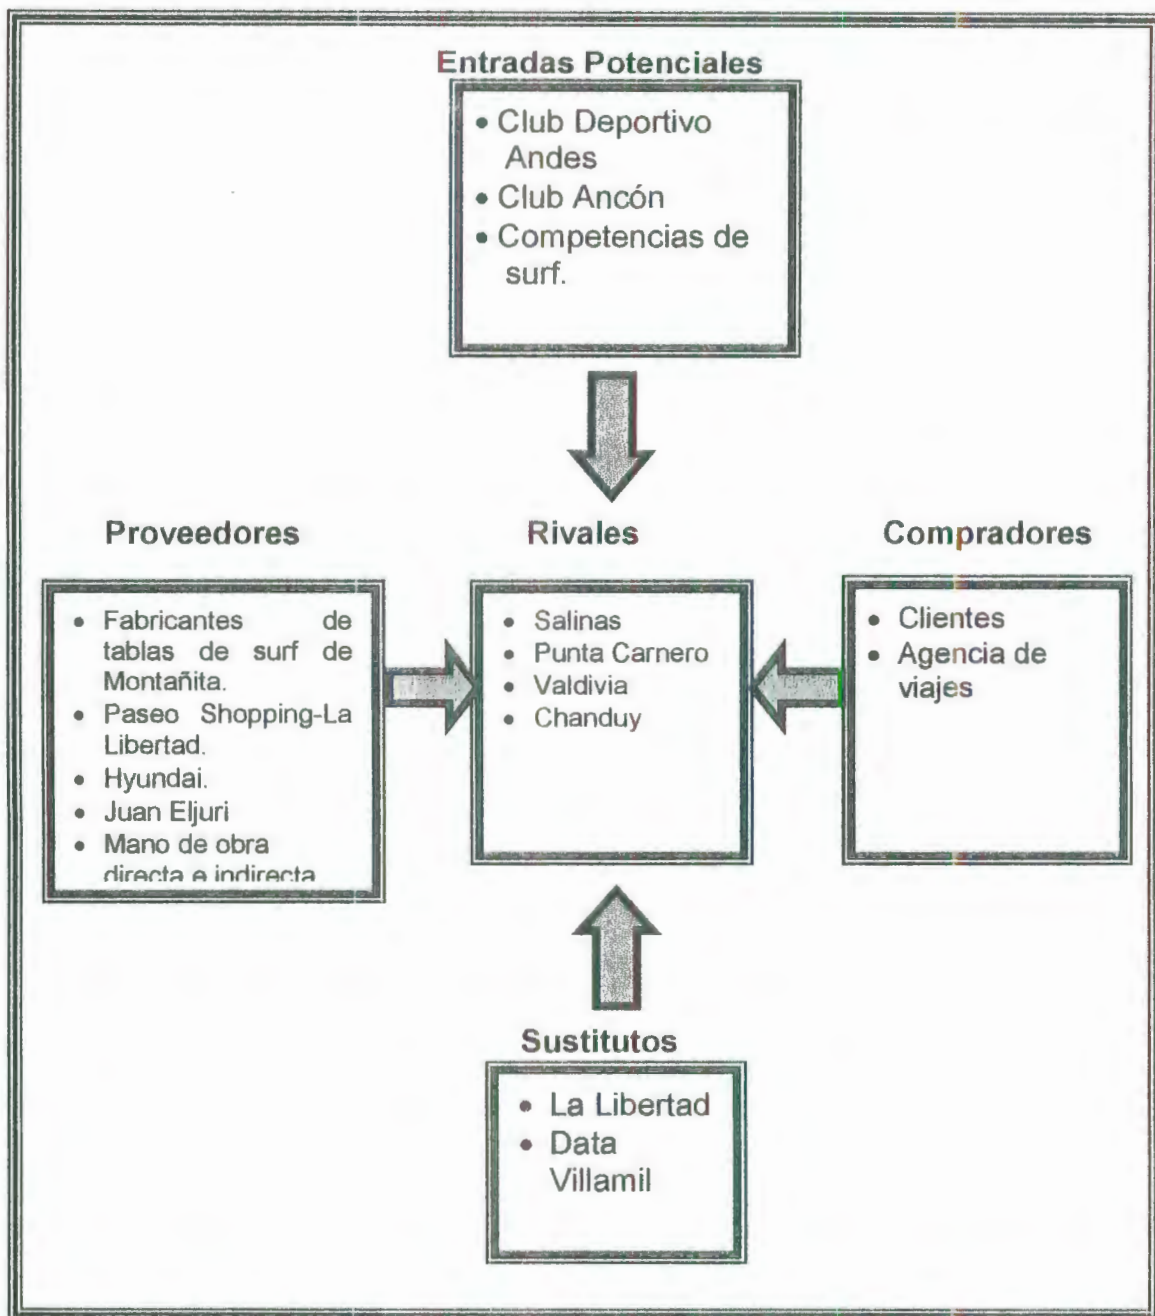 Entradas Potenciales
• Club Deportivo
Andes
• Club Ancón
• Competencias de
surf.
Proveedores
• Fabricantes de
tablas de surf de
Montañita.
• Paseo Shopping-La
Libertad.
• Hyundai.
• Juan Eljuri
• Mano de obra
directa e indirecta
Rivales
• Salinas
• Punta Carnero
• Valdivia
• Chanduy
Compradores
• Clientes
• Agencia de
viajes
Sustitutos
• La Libertad
• Data
Villamil